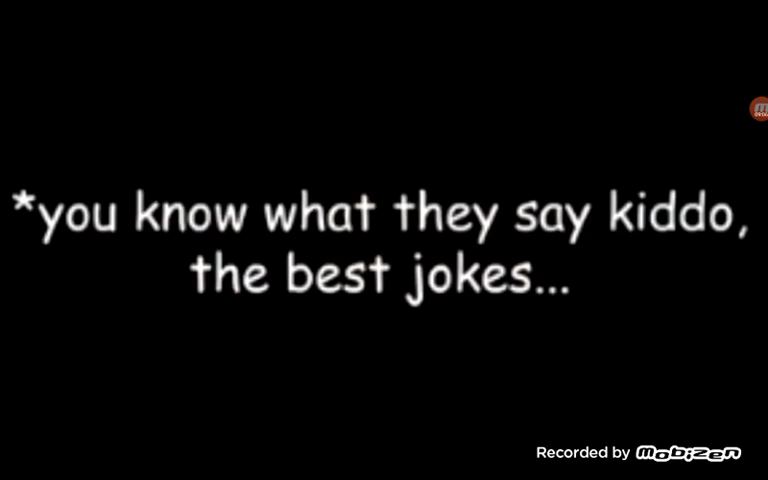 *you know what they say kiddo,
the best jokes...
Recorded by mobizen